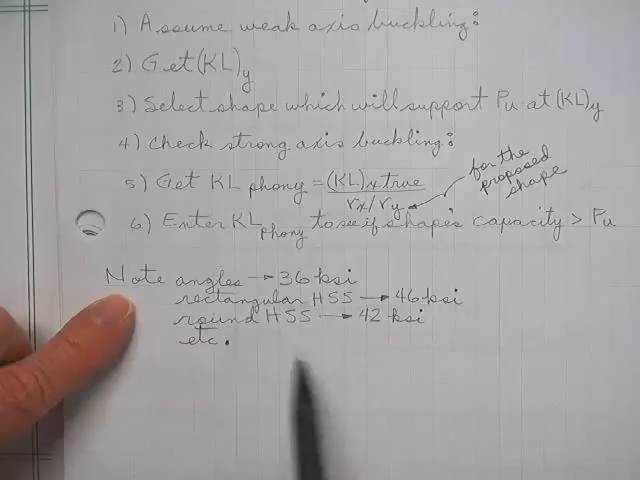 1) Assume weak axis buckling:
2) Get (KL)y
3) Select shape which will support Pu at (KL)y
4) Check strong axis buckling:
5) Get KL phony = (KL)x true / rx/ry
for the proposed shape
6) Enter KL phony to see if shape's capacity > Pu
Note angles → 36 ksi
rectangular HSS → 46 ksi
round HSS → 42 ksi
etc.